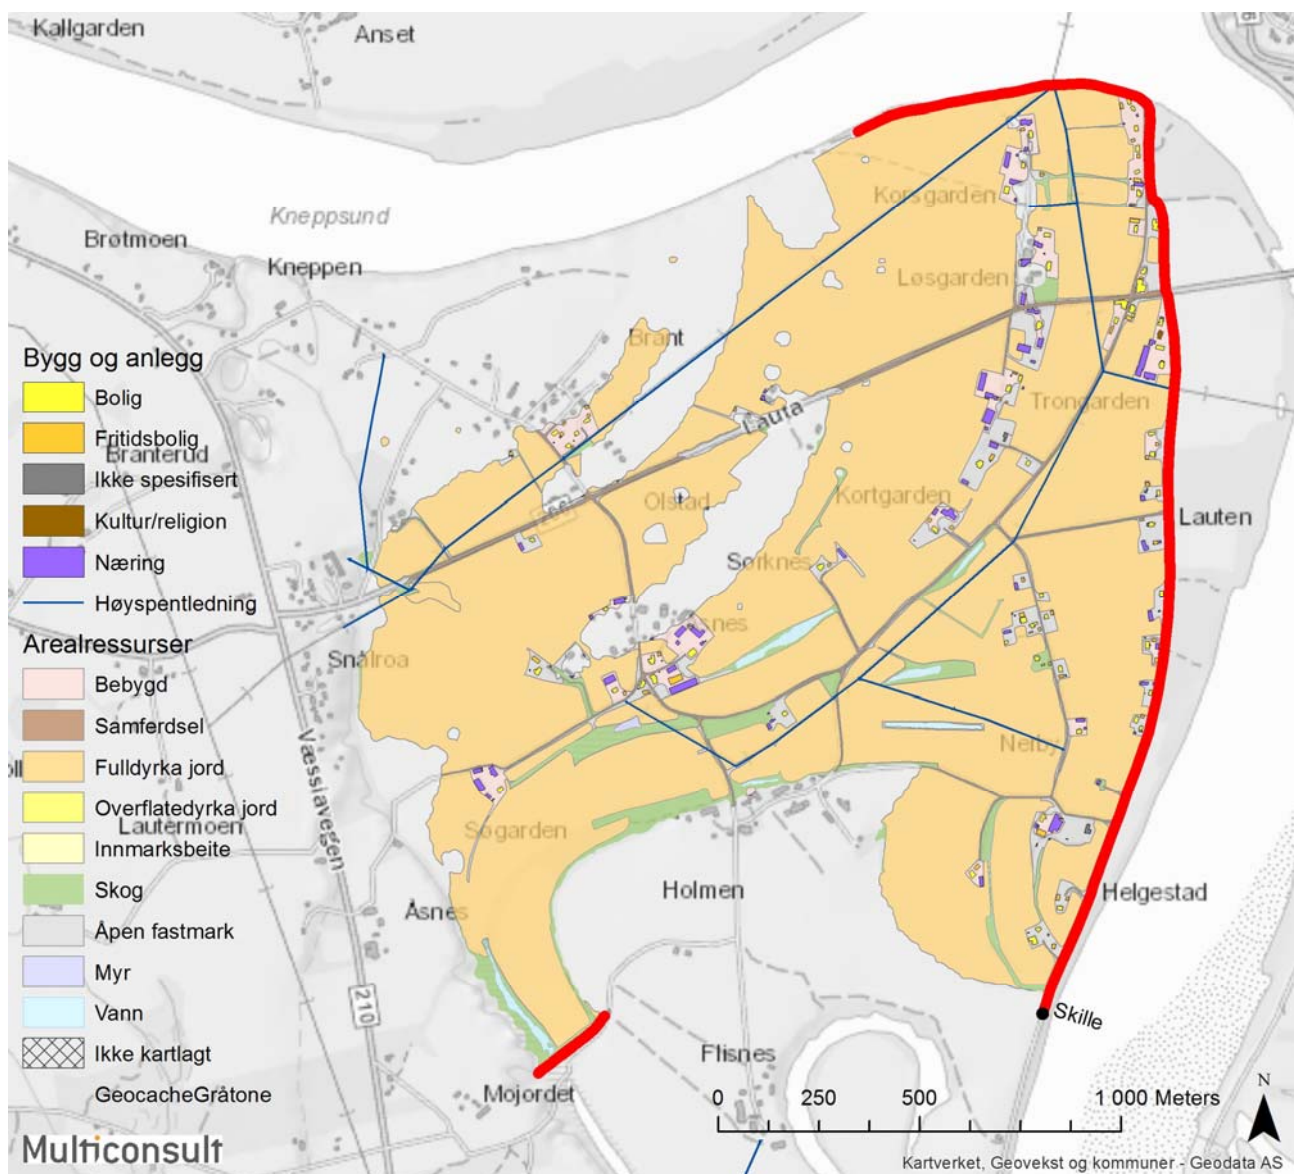 Kallgarden
Anset
6
Kneppsund
Brøtmoen
Kneppen
Korsgarden
Løsgarden
Brant
Trongarden
Lauta
Branterud
Olstad
Kortgarden
Lauten
Sørknes
Åsnes
Snålroa
Væssiavegen
Nerby
Søgarden
Lautermoen
Holmen
Helgestad
Åsnes
210
Skille
Flisnes
Mojordet
Bygg og anlegg
Bolig
Fritidsbolig
Ikke spesifisert
Kultur/religion
Næring
Høyspentledning
Arealressurser
Bebygd
Samferdsel
Fulldyrka jord
Overflatedyrka jord
Innmarksbeite
Skog
Åpen fastmark
Myr
Vann
Ikke kartlagt
GeocacheGråtone
Multiconsult
0 250 500 1 000 Meters
N
Kartverket, Geovekst og kommuner - Geodata AS